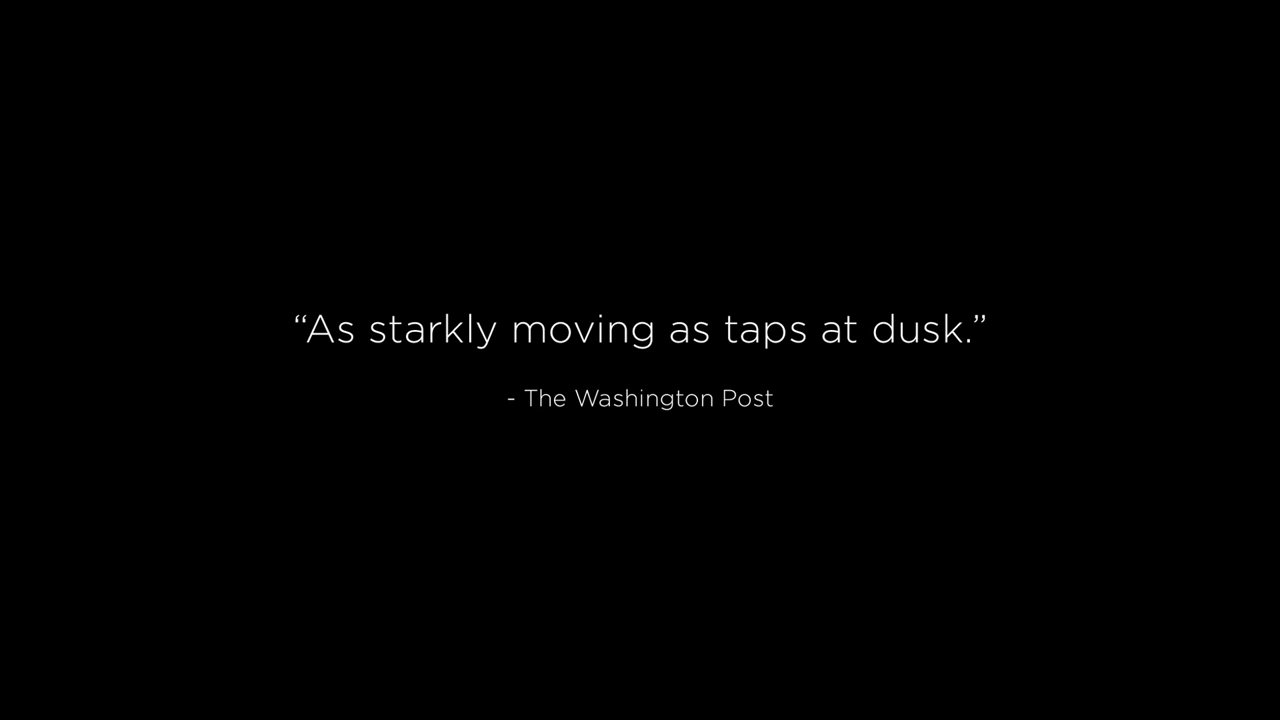 “As starkly moving as taps at dusk.”
- The Washington Post